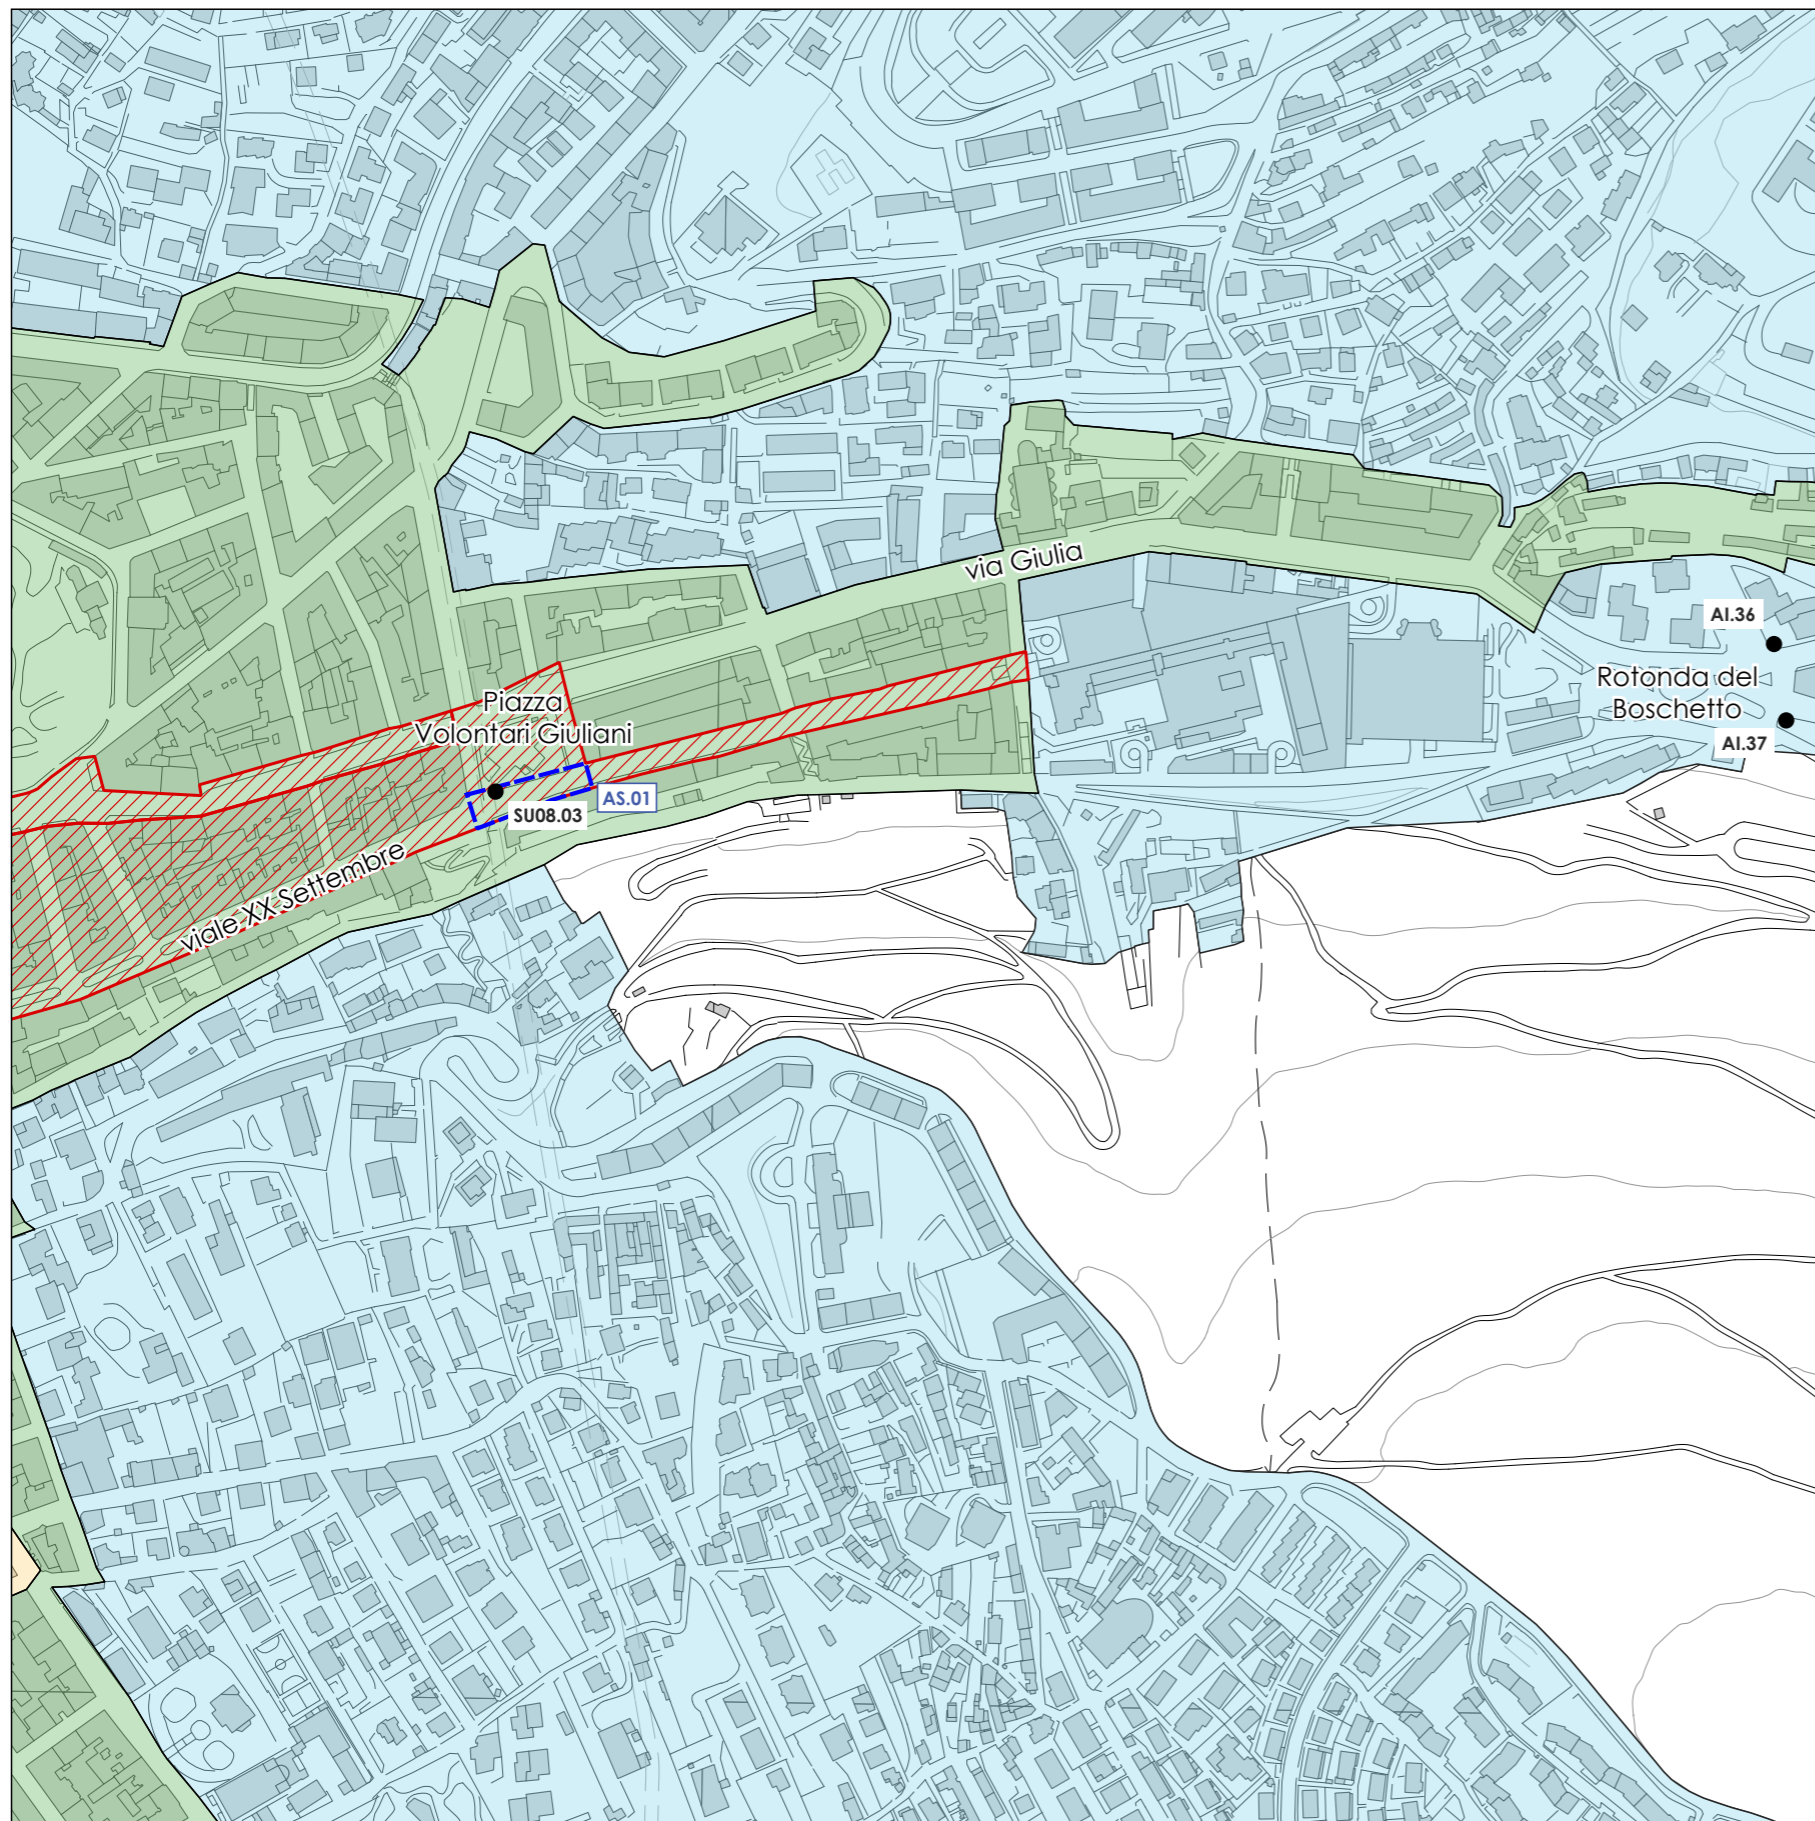 via Giulia
AI.36
Rotonda del
Boschetto
AI.37
Piazza
Volontari Giuliani
AS.01
SU08.03
viale XX Settembre